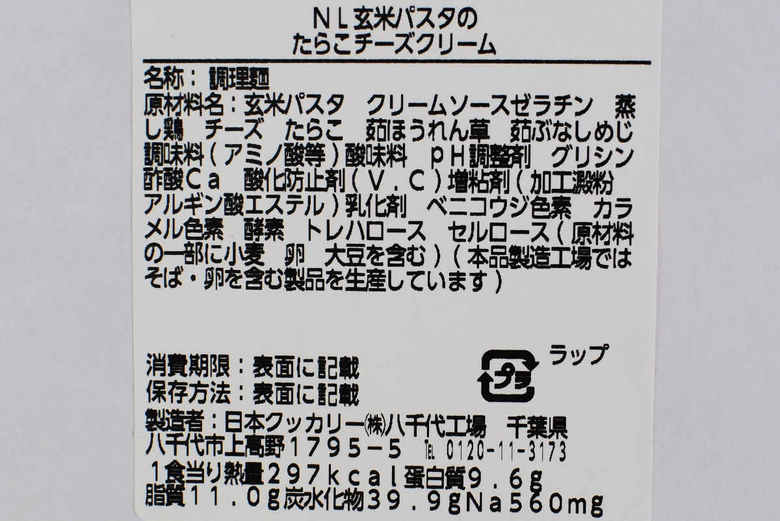 NL玄米パスタの
たらこチーズクリーム
名称：調理麺
原材料名：玄米パスタ　クリームソースゼラチン　蒸
し鶏　チーズ　たらこ　茹ほうれん草　茹ぶなしめじ
調味料(アミノ酸等)酸味料　pH調整剤　グリシン
酢酸Ca　酸化防止剤(V.C)増粘剤(加工澱粉
アルギン酸エステル)乳化剤　ベニコウジ色素　カラ
メル色素　酵素　トレハロース　セルロース(原材料
の一部に小麦　卵　大豆を含む)(本品製造工場では
そば・卵を含む製品を生産しています)
消費期限：表面に記載
保存方法：表面に記載
プラ
ラップ
製造者：日本クッカリー㈱八千代工場　千葉県
八千代市上高野1795-5　℡ 0120-11-3173
1食当り熱量297kcal蛋白質9.6g
脂質11.0g炭水化物39.9gNa560mg